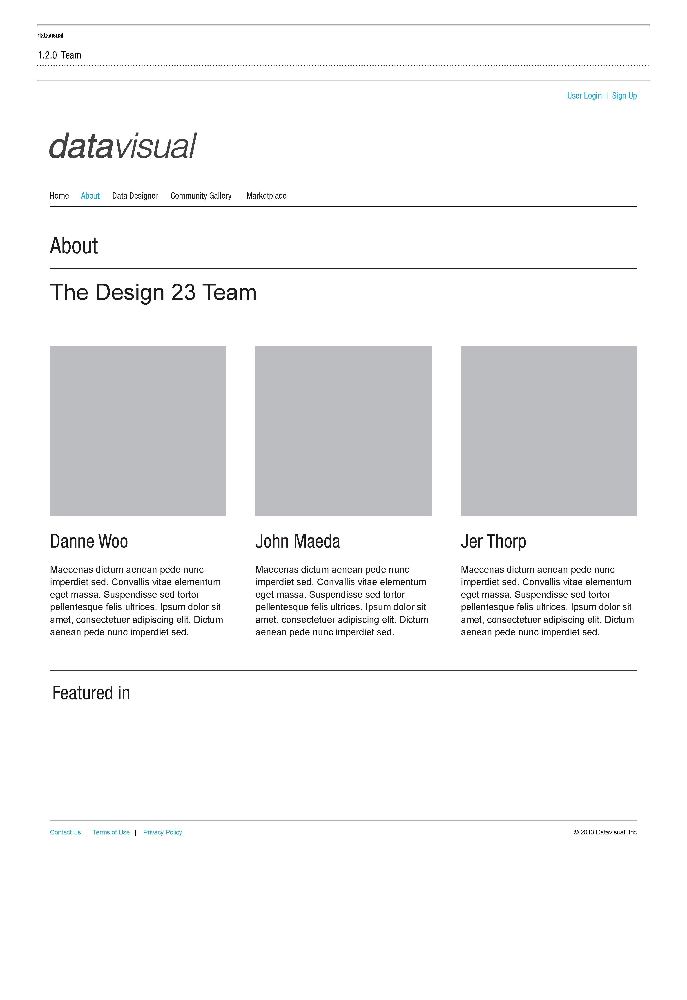 datavisual
1.2.0 Team
User Login | Sign Up
datavisual
Home About Data Designer Community Gallery Marketplace
About
The Design 23 Team
Danne Woo
Maecenas dictum aenean pede nunc
imperdiet sed. Convallis vitae elementum
eget massa. Suspendisse sed tortor
pellentesque felis ultrices. Ipsum dolor sit
amet, consectetuer adipiscing elit. Dictum
aenean pede nunc imperdiet sed.
John Maeda
Maecenas dictum aenean pede nunc
imperdiet sed. Convallis vitae elementum
eget massa. Suspendisse sed tortor
pellentesque felis ultrices. Ipsum dolor sit
amet, consectetuer adipiscing elit. Dictum
aenean pede nunc imperdiet sed.
Jer Thorp
Maecenas dictum aenean pede nunc
imperdiet sed. Convallis vitae elementum
eget massa. Suspendisse sed tortor
pellentesque felis ultrices. Ipsum dolor sit
amet, consectetuer adipiscing elit. Dictum
aenean pede nunc imperdiet sed.
Featured in
Contact Us | Terms of Use | Privacy Policy
© 2013 Datavisual, Inc